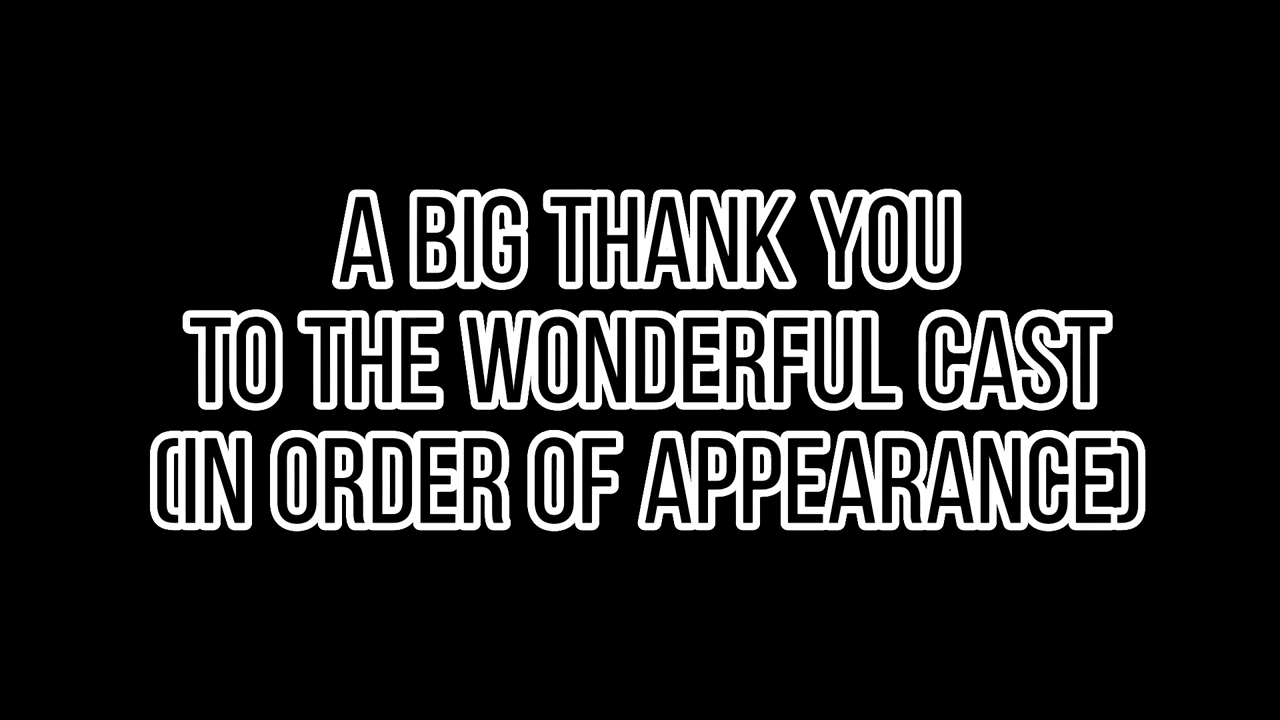 A BIG THANK YOU
TO THE WONDERFUL CAST
(IN ORDER OF APPEARANCE)